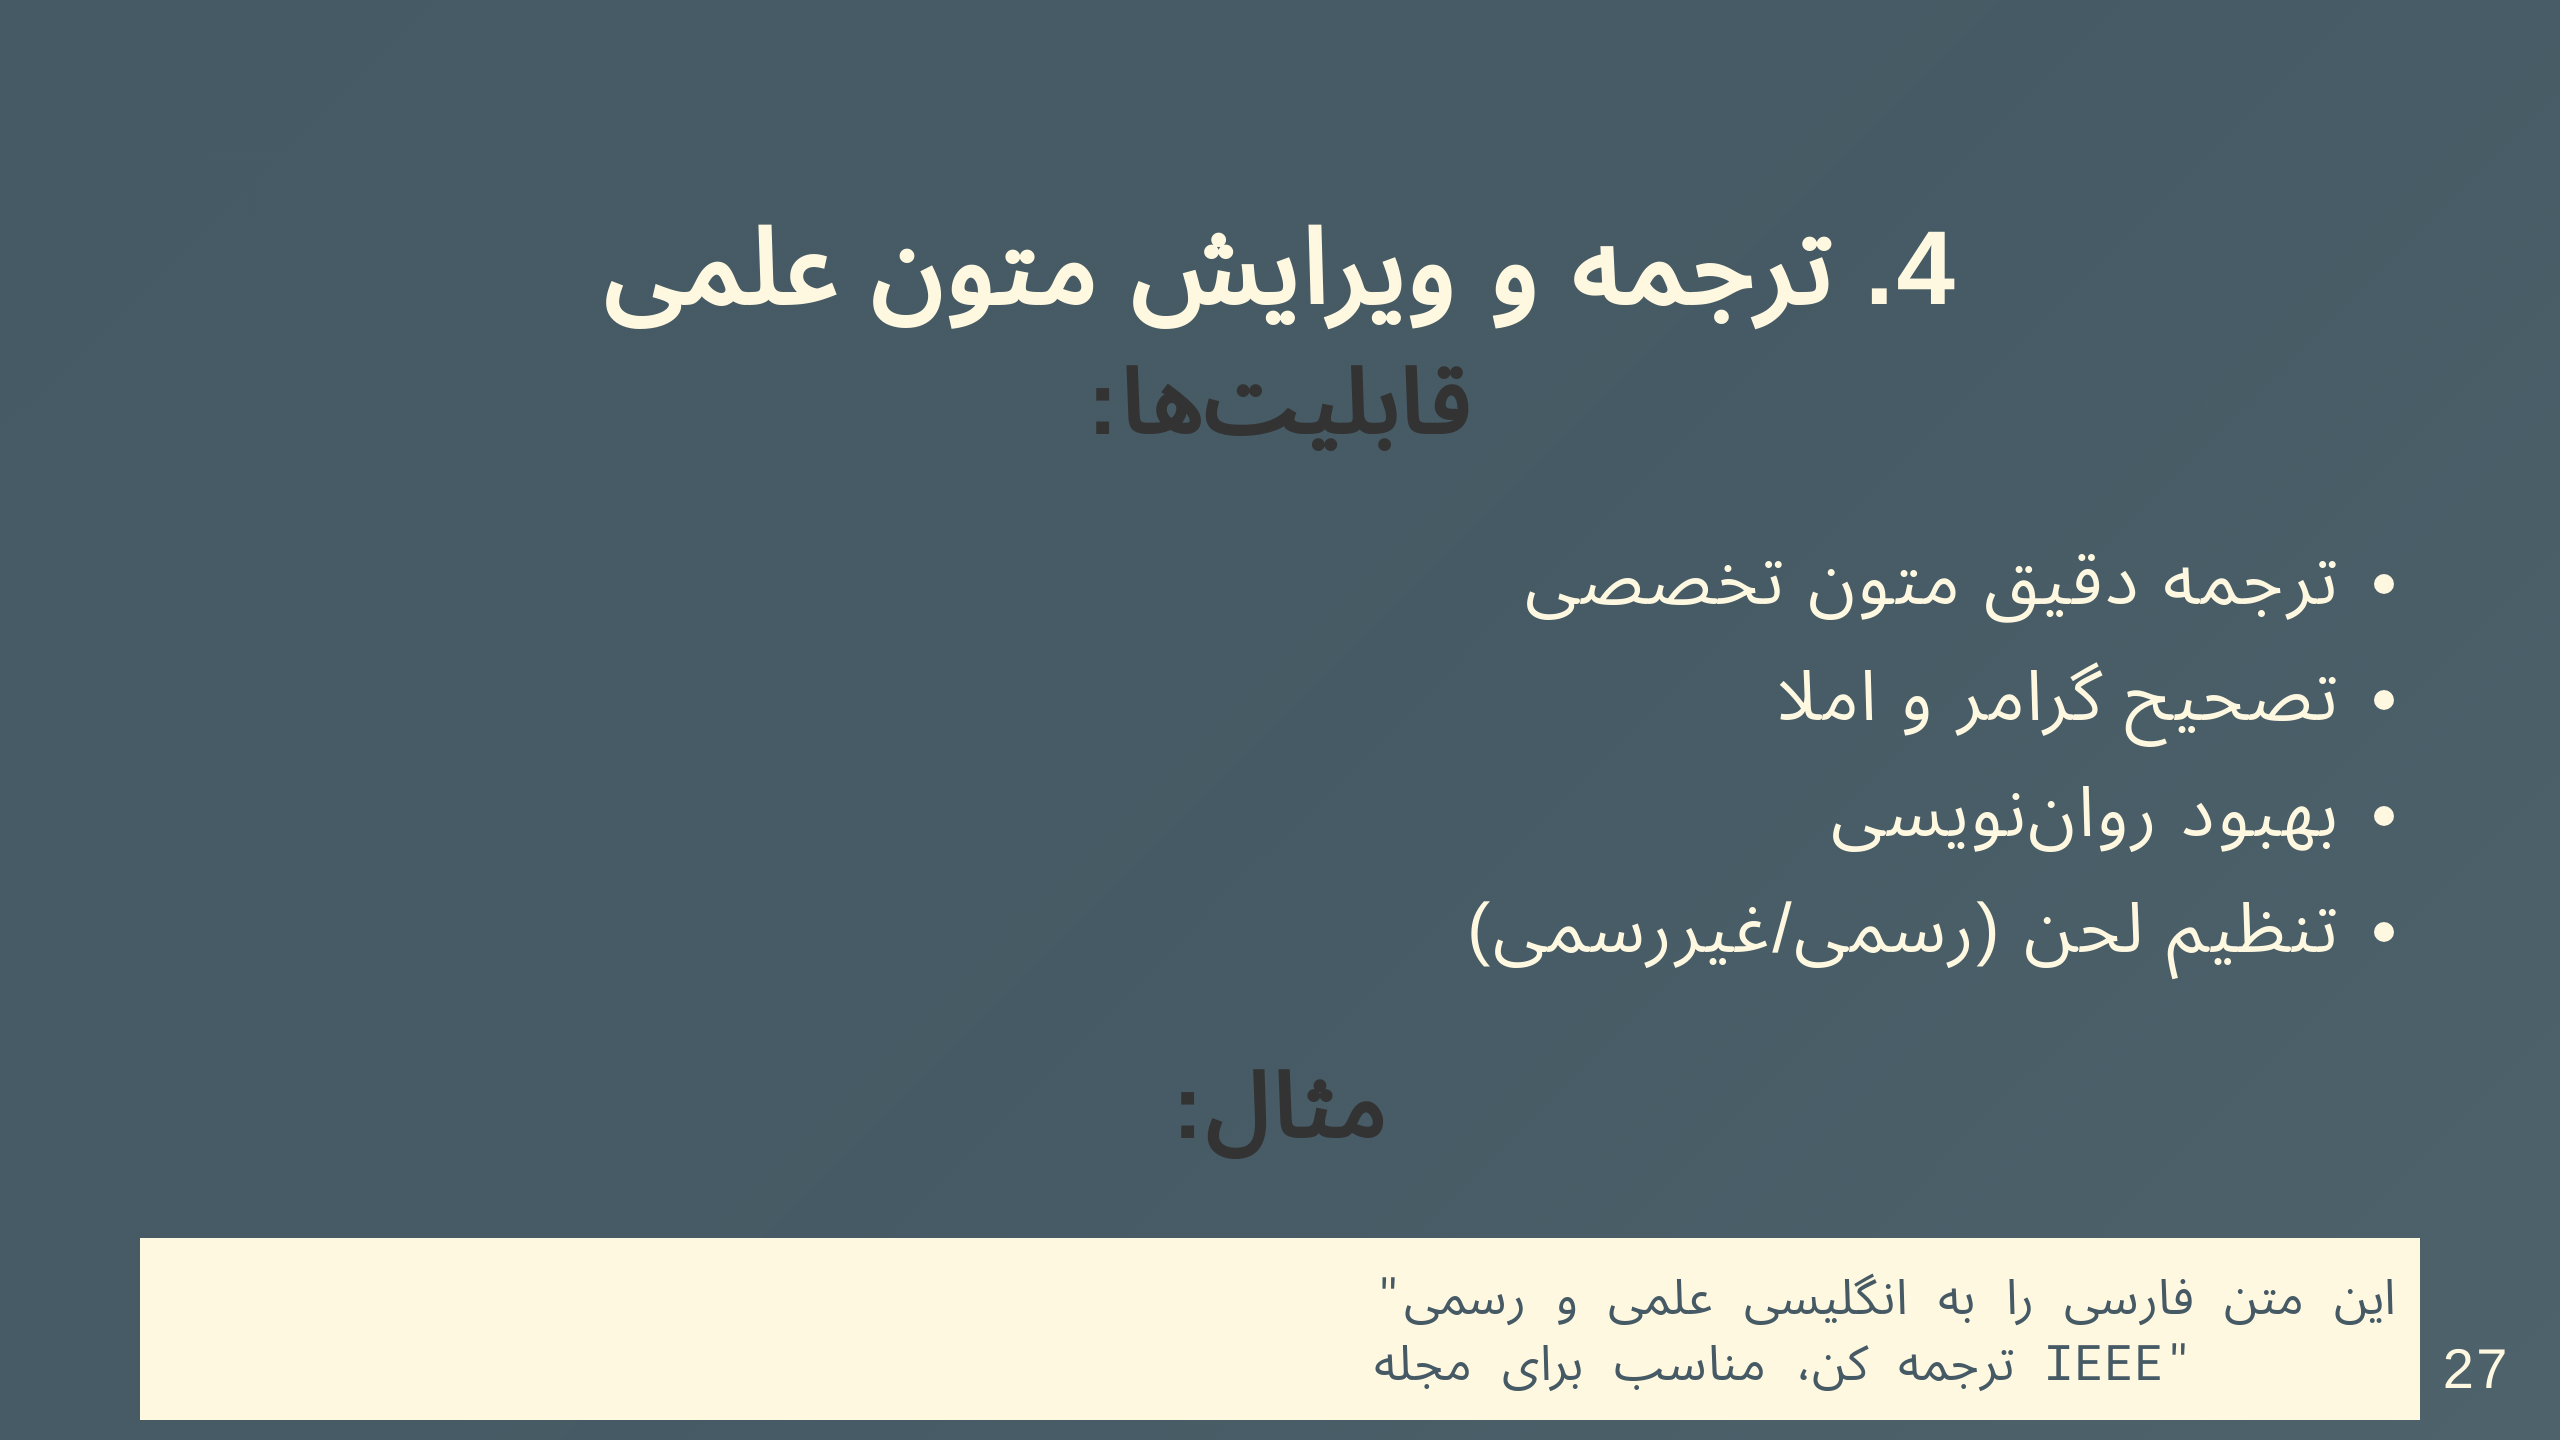 4. ترجمه و ویرایش متون علمی
قابلیت‌ها:
• ترجمه دقیق متون تخصصی
• تصحیح گرامر و املا
• بهبود روان‌نویسی
• تنظیم لحن (رسمی/غیررسمی)
مثال:
"این متن فارسی را به انگلیسی علمی و رسمی
ترجمه کن، مناسب برای مجله IEEE"
27